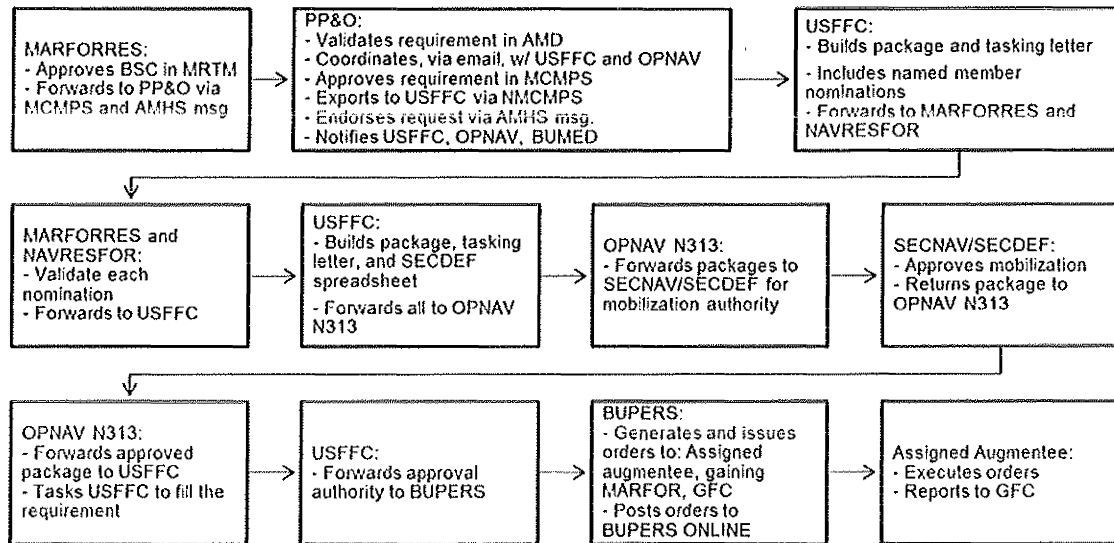 MARFORRES:
- Approves BSC in MRTM
- Forwards to PP&O via
MCMPS and AMHS msg
PP&O:
- Validates requirement in AMD
- Coordinates, via email, w/ USFFC and OPNAV
- Approves requirement in MCMPS
- Exports to USFFC via NMCMPS
- Endorses request via AMHS msg.
- Notifies USFFC, OPNAV, BUMED
USFFC:
- Builds package and tasking letter
- Includes named member
nominations
- Forwards to MARFORRES and
NAVRESFOR
MARFORRES and
NAVRESFOR:
- Validate each
nomination
- Forwards to USFFC
USFFC:
- Builds package, tasking
letter, and SECDEF
spreadsheet
- Forwards all to OPNAV
N313
OPNAV N313:
- Forwards packages to
SECNAV/SECDEF for
mobilization authority
SECNAV/SECDEF:
- Approves mobilization
- Returns package to
OPNAV N313
OPNAV N313:
- Forwards approved
package to USFFC
- Tasks USFFC to fill the
requirement
USFFC:
- Forwards approval
authority to BUPERS
BUPERS:
- Generates and issues
orders to: Assigned
augmentee, gaining
MARFOR, GFC
- Posts orders to
BUPERS ONLINE
Assigned Augmentee:
- Executes orders
- Reports to GFC